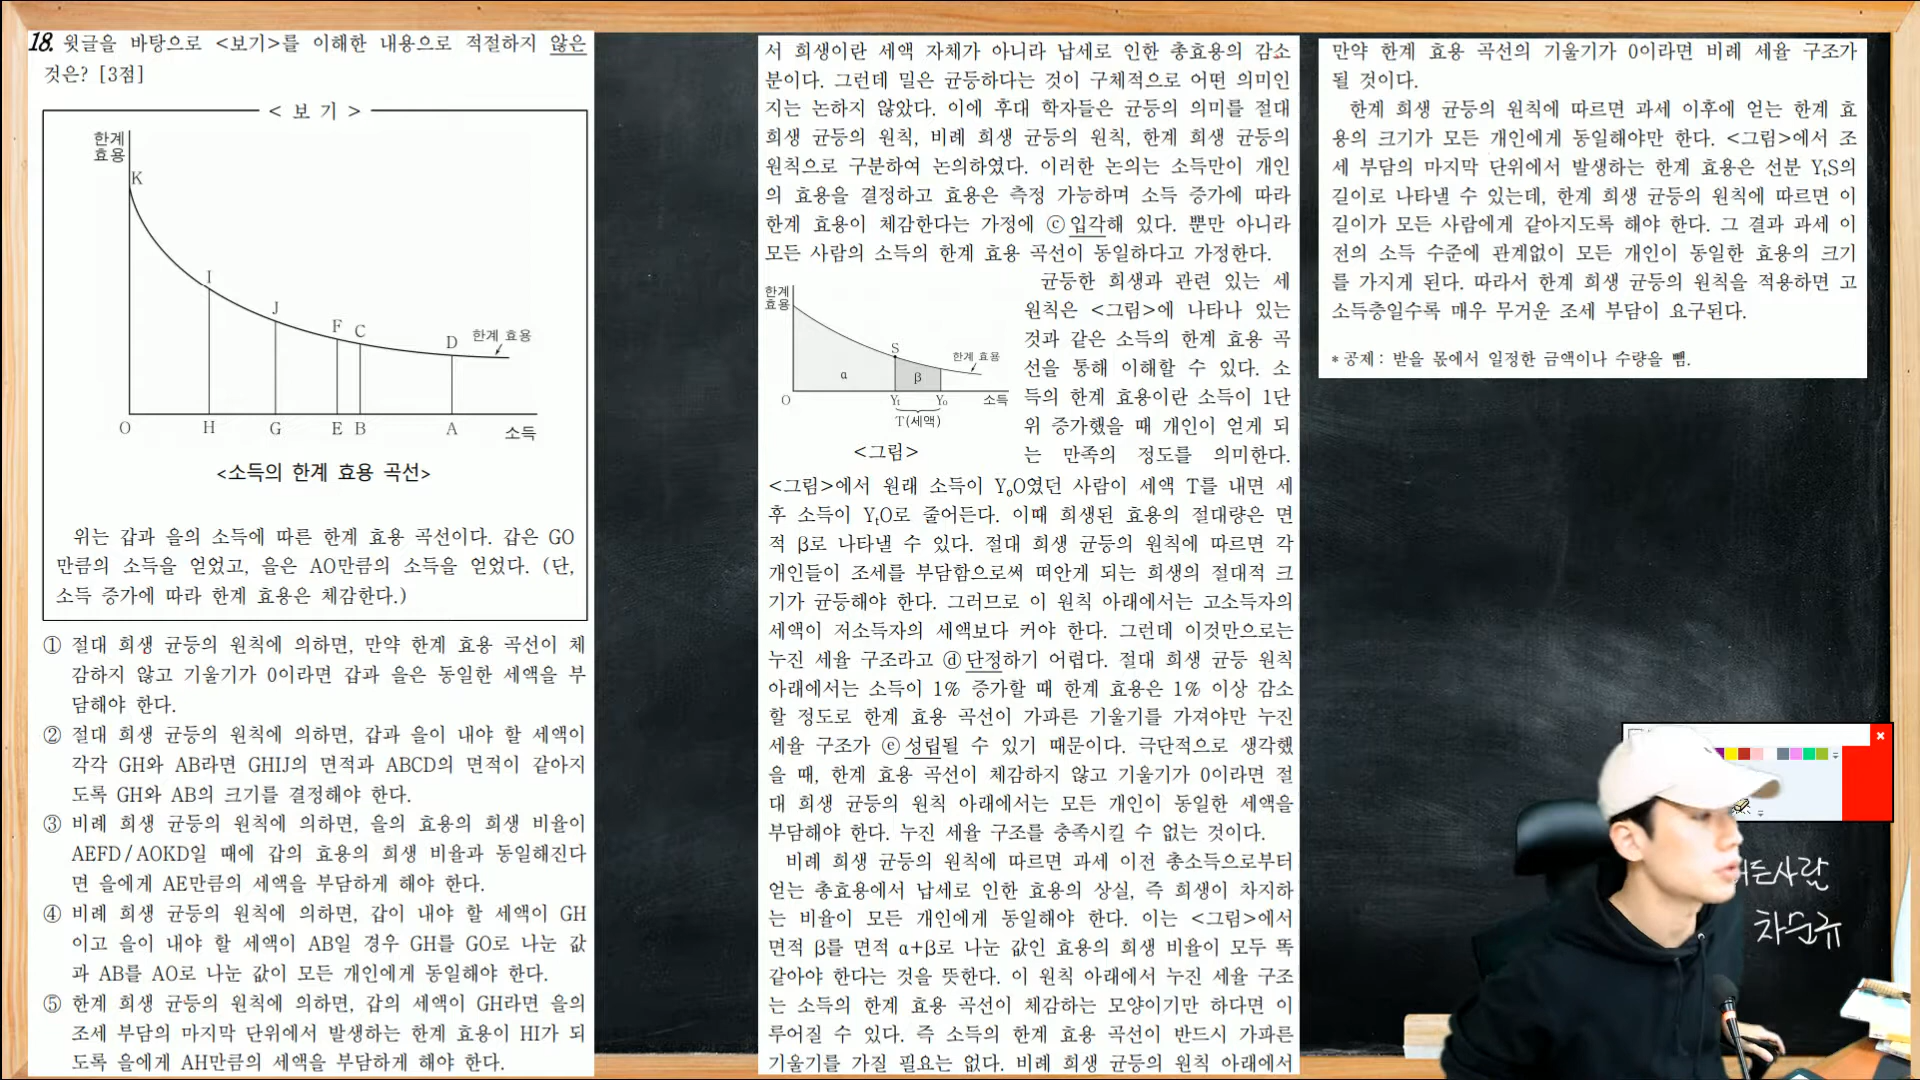 18. 윗글을 바탕으로 <보기>를 이해한 내용으로 적절하지 않은
것은? [3점]
< 보 기 >
한계
효용
K
I
J
F
C
D
한계 효용
O
H
G
E
B
A
소득
<소득의 한계 효용 곡선>
위는 갑과 을의 소득에 따른 한계 효용 곡선이다. 갑은 GO
만큼의 소득을 얻었고, 을은 AO만큼의 소득을 얻었다. (단,
소득 증가에 따라 한계 효용은 체감한다.)
① 절대 희생 균등의 원칙에 의하면, 만약 한계 효용 곡선이 체
감하지 않고 기울기가 0이라면 갑과 을은 동일한 세액을 부
담해야 한다.
② 절대 희생 균등의 원칙에 의하면, 갑과 을이 내야 할 세액이
각각 GH와 AB라면 GHIJ의 면적과 ABCD의 면적이 같아지
도록 GH와 AB의 크기를 결정해야 한다.
③ 비례 희생 균등의 원칙에 의하면, 을의 효용의 희생 비율이
AEFD/AOKD일 때에 갑의 효용의 희생 비율과 동일해진다
면 을에게 AE만큼의 세액을 부담하게 해야 한다.
④ 비례 희생 균등의 원칙에 의하면, 갑이 내야 할 세액이 GH
이고 을이 내야 할 세액이 AB일 경우 GH를 GO로 나눈 값
과 AB를 AO로 나눈 값이 모든 개인에게 동일해야 한다.
⑤ 한계 희생 균등의 원칙에 의하면, 갑의 세액이 GH라면 을의
조세 부담의 마지막 단위에서 발생하는 한계 효용이 HI가 되
도록 을에게 AH만큼의 세액을 부담하게 해야 한다.
서 희생이란 세액 자체가 아니라 납세로 인한 총효용의 감소
분이다. 그런데 밀은 균등하다는 것이 구체적으로 어떤 의미인
지는 논하지 않았다. 이에 후대 학자들은 균등의 의미를 절대
희생 균등의 원칙, 비례 희생 균등의 원칙, 한계 희생 균등의
원칙으로 구분하여 논의하였다. 이러한 논의는 소득만이 개인
의 효용을 결정하고 효용은 측정 가능하며 소득 증가에 따라
한계 효용이 체감한다는 가정에 ⓒ입각해 있다. 뿐만 아니라
모든 사람의 소득의 한계 효용 곡선이 동일하다고 가정한다.
한계
효용
S
한계 효용
α
β
O
Yt
Yo
소득
T(세액)
<그림>
균등한 희생과 관련 있는 세
원칙은 <그림>에 나타나 있는
것과 같은 소득의 한계 효용 곡
선을 통해 이해할 수 있다. 소
득의 한계 효용이란 소득이 1단
위 증가했을 때 개인이 얻게 되
는 만족의 정도를 의미한다.
<그림>에서 원래 소득이 YoO였던 사람이 세액 T를 내면 세
후 소득이 YtO로 줄어든다. 이때 희생된 효용의 절대량은 면
적 β로 나타낼 수 있다. 절대 희생 균등의 원칙에 따르면 각
개인들이 조세를 부담함으로써 떠안게 되는 희생의 절대적 크
기가 균등해야 한다. 그러므로 이 원칙 아래에서는 고소득자의
세액이 저소득자의 세액보다 커야 한다. 그런데 이것만으로는
누진 세율 구조라고 ⓓ단정하기 어렵다. 절대 희생 균등 원칙
아래에서는 소득이 1% 증가할 때 한계 효용은 1% 이상 감소
할 정도로 한계 효용 곡선이 가파른 기울기를 가져야만 누진
세율 구조가 ⓔ성립될 수 있기 때문이다. 극단적으로 생각했
을 때, 한계 효용 곡선이 체감하지 않고 기울기가 0이라면 절
대 희생 균등의 원칙 아래에서는 모든 개인이 동일한 세액을
부담해야 한다. 누진 세율 구조를 충족시킬 수 없는 것이다.
비례 희생 균등의 원칙에 따르면 과세 이전 총소득으로부터
얻는 총효용에서 납세로 인한 효용의 상실, 즉 희생이 차지하
는 비율이 모든 개인에게 동일해야 한다. 이는 <그림>에서
면적 β를 면적 α+β로 나눈 값인 효용의 희생 비율이 모두 똑
같아야 한다는 것을 뜻한다. 이 원칙 아래에서 누진 세율 구조
는 소득의 한계 효용 곡선이 체감하는 모양이기만 하다면 이
루어질 수 있다. 즉 소득의 한계 효용 곡선이 반드시 가파른
기울기를 가질 필요는 없다. 비례 희생 균등의 원칙 아래에서
만약 한계 효용 곡선의 기울기가 0이라면 비례 세율 구조가
될 것이다.
한계 희생 균등의 원칙에 따르면 과세 이후에 얻는 한계 효
용의 크기가 모든 개인에게 동일해야만 한다. <그림>에서 조
세 부담의 마지막 단위에서 발생하는 한계 효용은 선분 YtS의
길이로 나타낼 수 있는데, 한계 희생 균등의 원칙에 따르면 이
길이가 모든 사람에게 같아지도록 해야 한다. 그 결과 과세 이
전의 소득 수준에 관계없이 모든 개인이 동일한 효용의 크기
를 가지게 된다. 따라서 한계 희생 균등의 원칙을 적용하면 고
소득층일수록 매우 무거운 조세 부담이 요구된다.
* 공제 : 받을 몫에서 일정한 금액이나 수량을 뺌.
든사람
차순규